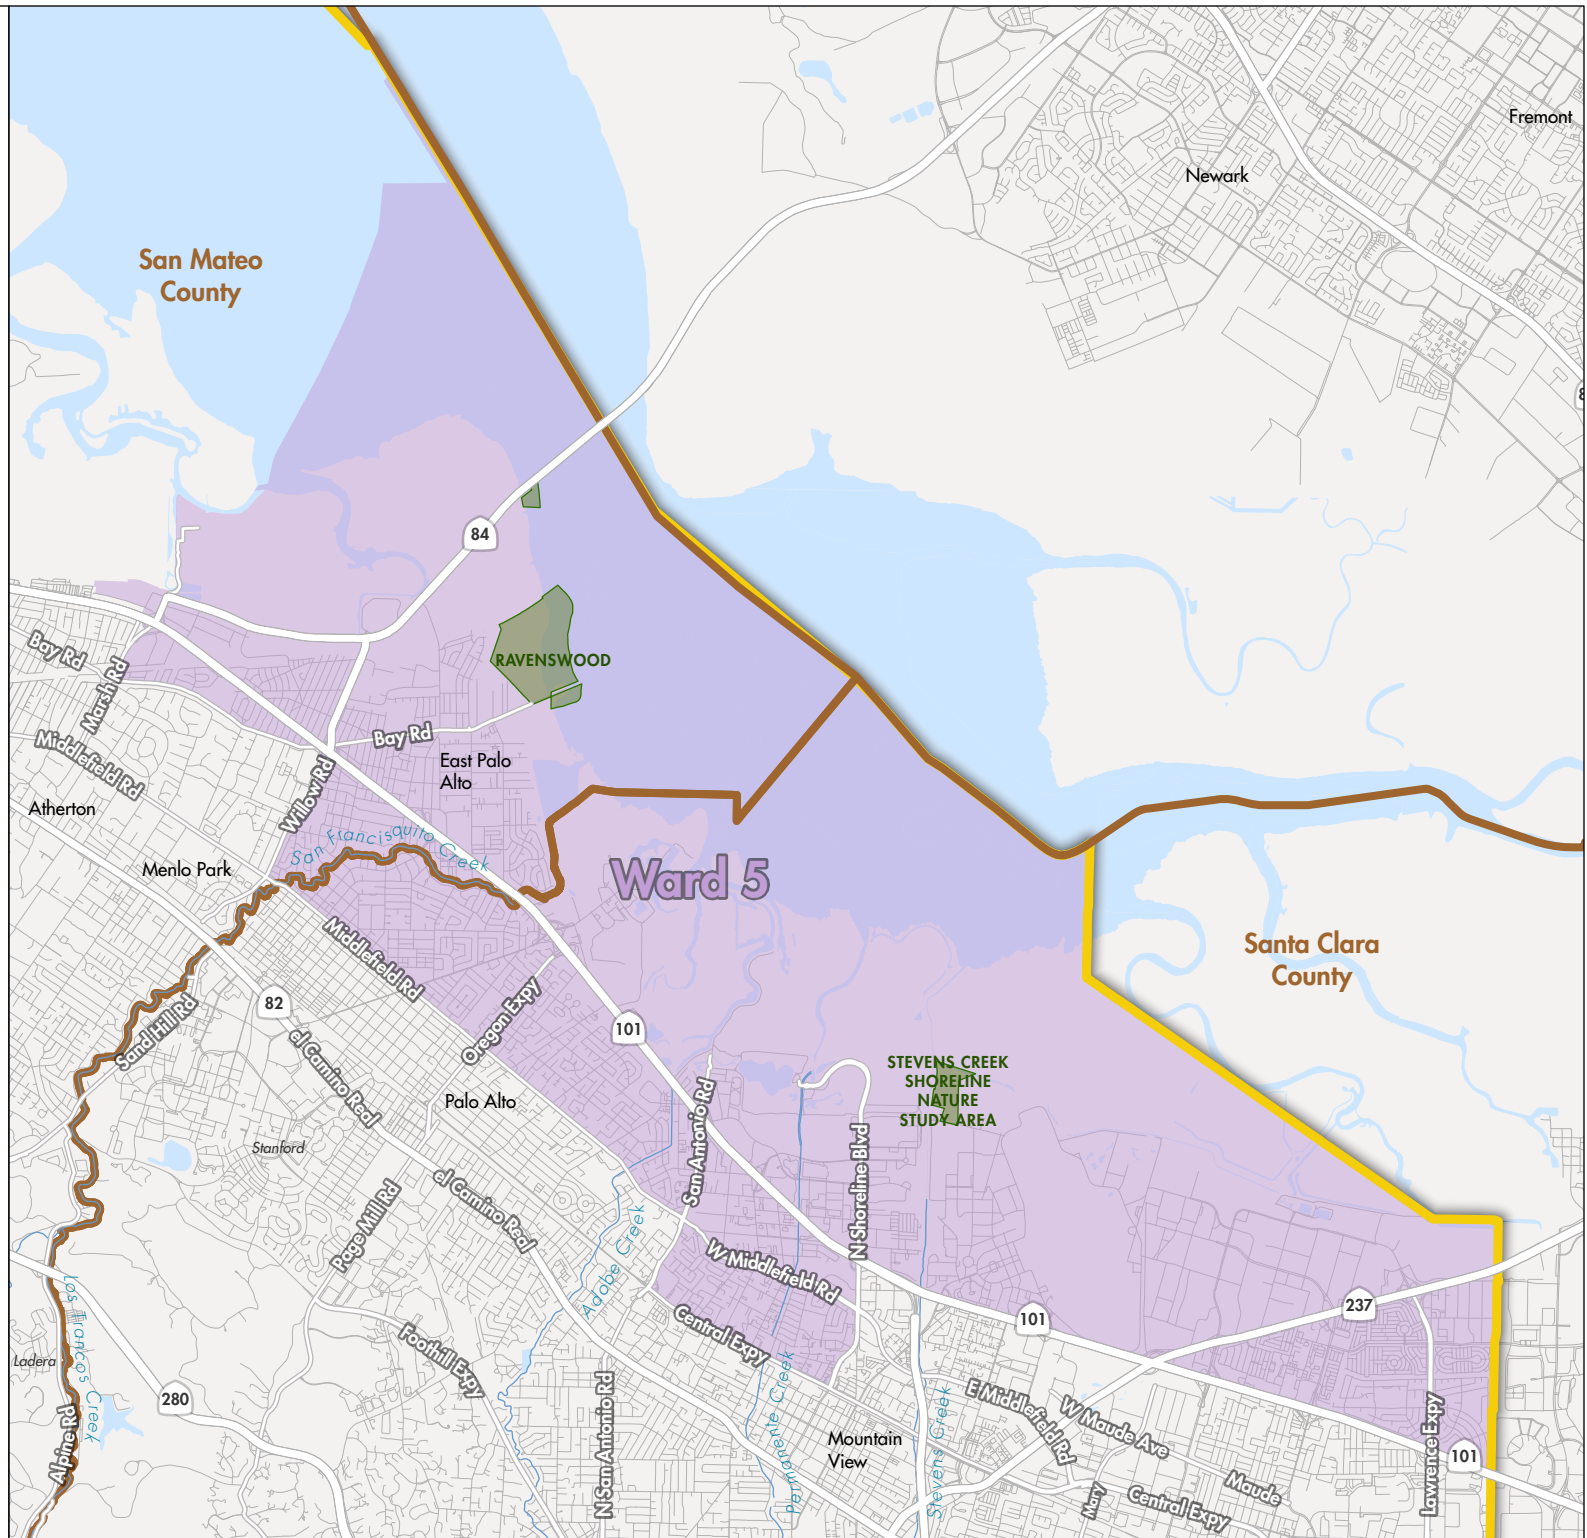 Fremont
Newark
San Mateo
County
8
84
RAVENSWOOD
Bay Rd
Marsh Rd
Bay Rd
Middlefield Rd
East Palo
Alto
Willow Rd
Atherton
San Francisquito Creek
Menlo Park
Ward 5
Middlefield Rd
Santa Clara
County
Oregon Expy
82
Sand Hill Rd
101
el Camino Real
STEVENS CREEK
SHORELINE
NATURE
STUDY AREA
Palo Alto
San Antonio Rd
Stanford
N Shoreline Blvd
el Camino Real
Page Mill Rd
Adobe Creek
W Middlefield Rd
Los Trancos Creek
237
101
Central Expy
Foothill Expy
Ladera
280
Permanente Creek
E Middlefield Rd
W Maude Ave
Stevens Creek
N San Antonio Rd
Alpine Rd
Mountain
View
Lawrence Expy
101
Maude
Mary
Central Expy